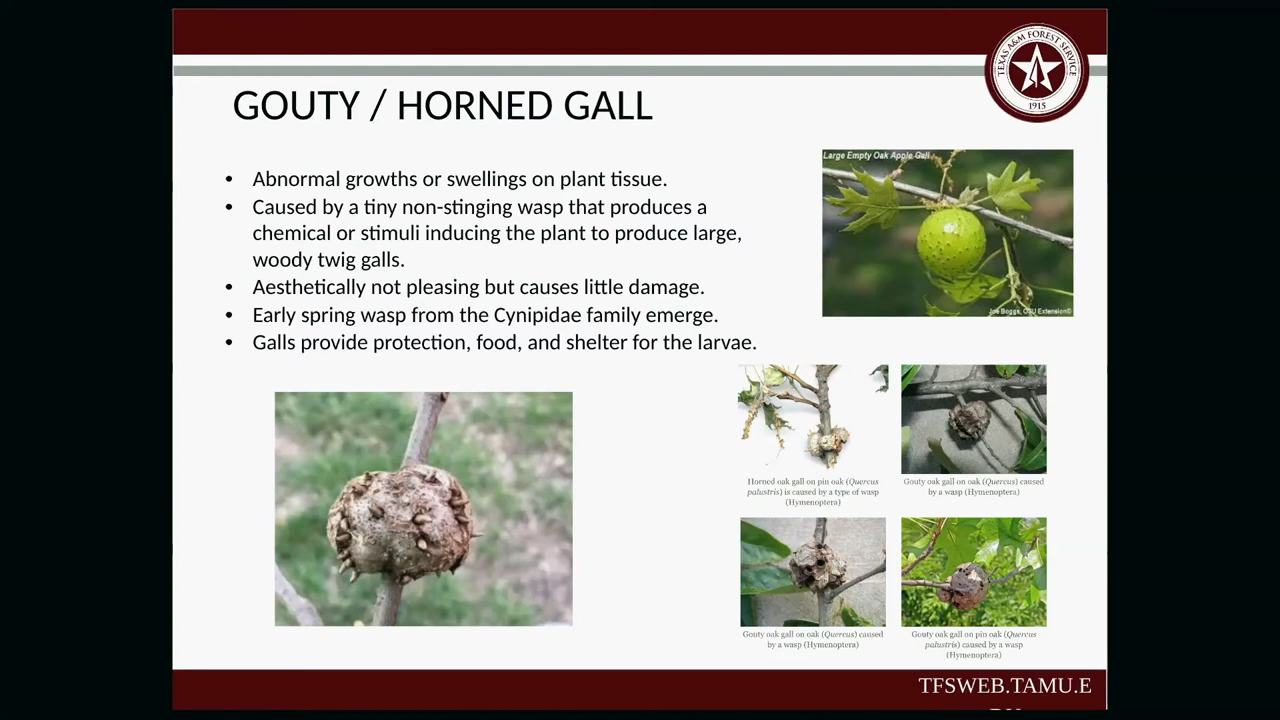 TEXAS A&M FOREST SERVICE
1915
GOUTY / HORNED GALL
• Abnormal growths or swellings on plant tissue.
• Caused by a tiny non-stinging wasp that produces a
chemical or stimuli inducing the plant to produce large,
woody twig galls.
• Aesthetically not pleasing but causes little damage.
• Early spring wasp from the Cynipidae family emerge.
• Galls provide protection, food, and shelter for the larvae.
Large Empty Oak Apple Gall
Joe Boggs, OSU Extension©
Horned oak gall on pin oak (Quercus
palustris) is caused by a type of wasp
(Hymenoptera)
Gouty oak gall on oak (Quercus) caused
by a wasp (Hymenoptera)
Gouty oak gall on oak (Quercus) caused
by a wasp (Hymenoptera)
Gouty oak gall on pin oak (Quercus
palustris) caused by a wasp
(Hymenoptera)
TFSWEB.TAMU.E